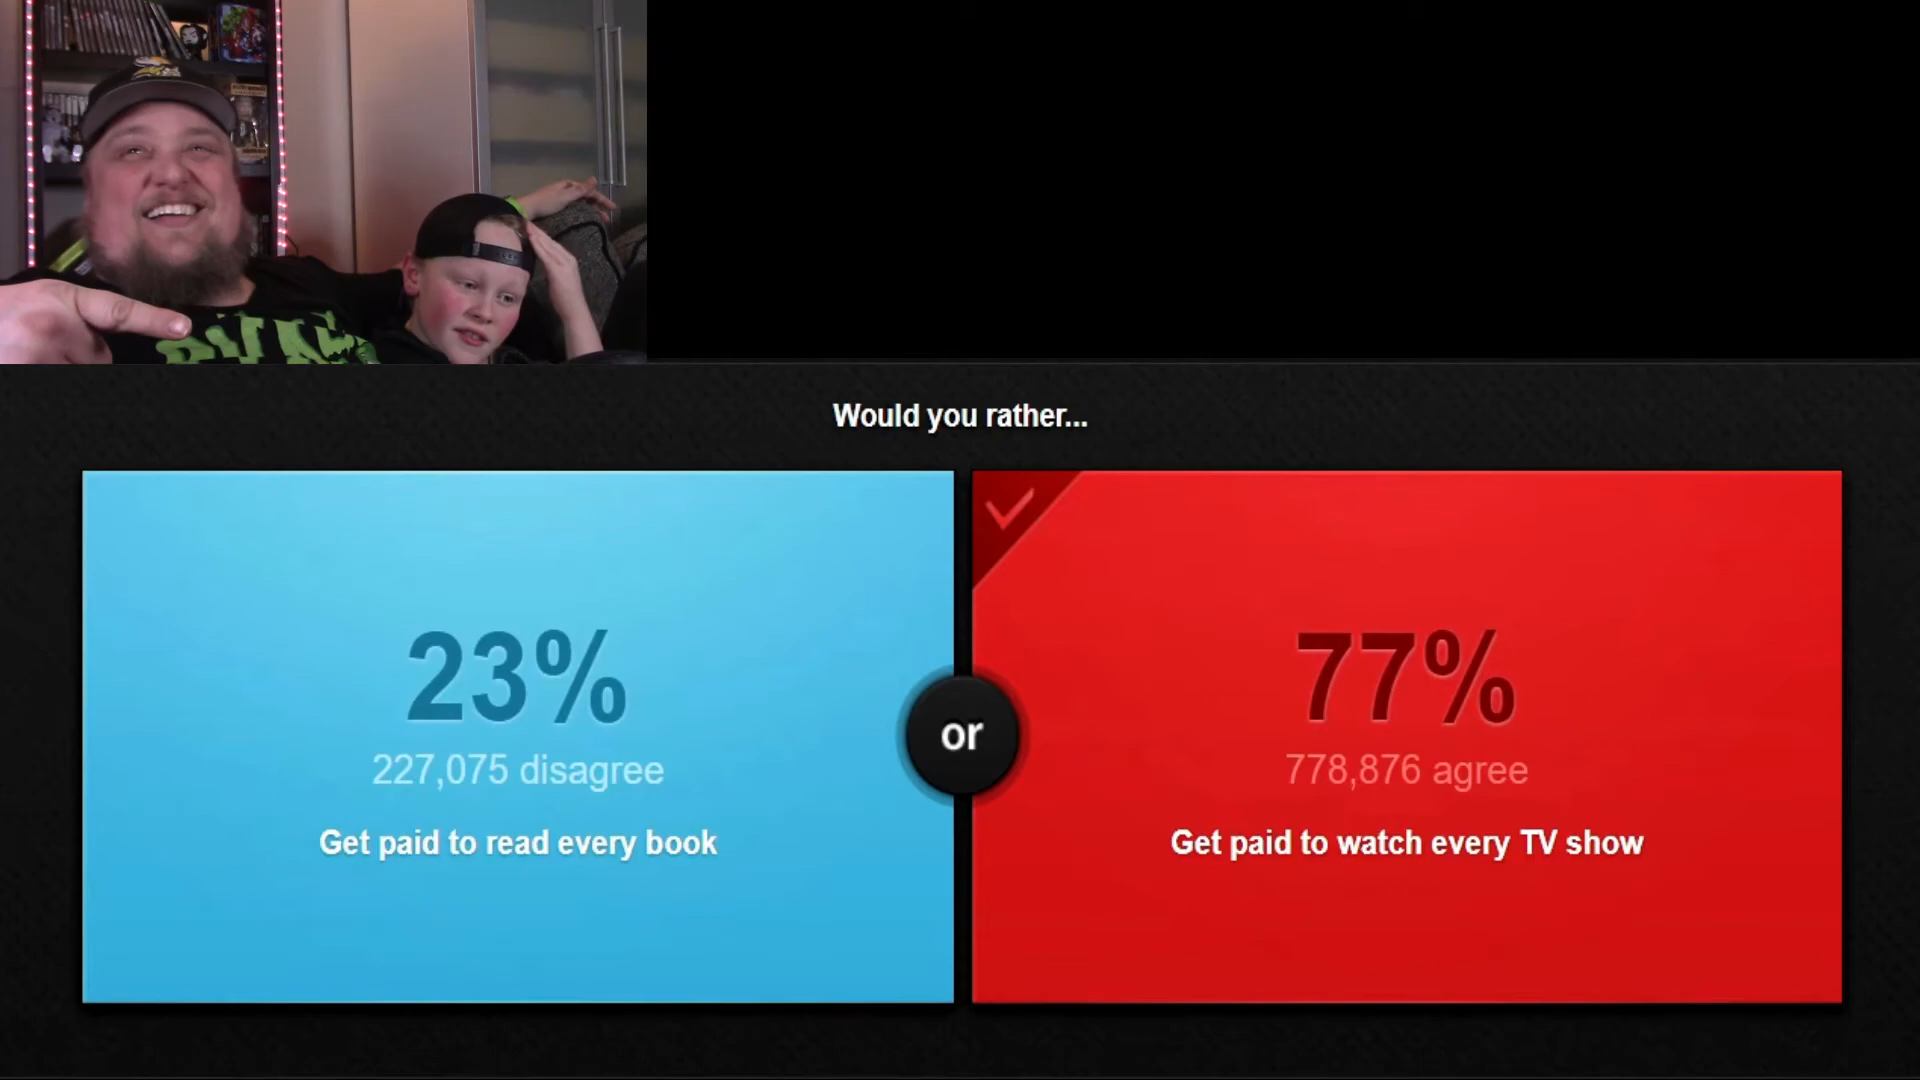 Would you rather...
23%
227,075 disagree
Get paid to read every book
or
77%
778,876 agree
Get paid to watch every TV show